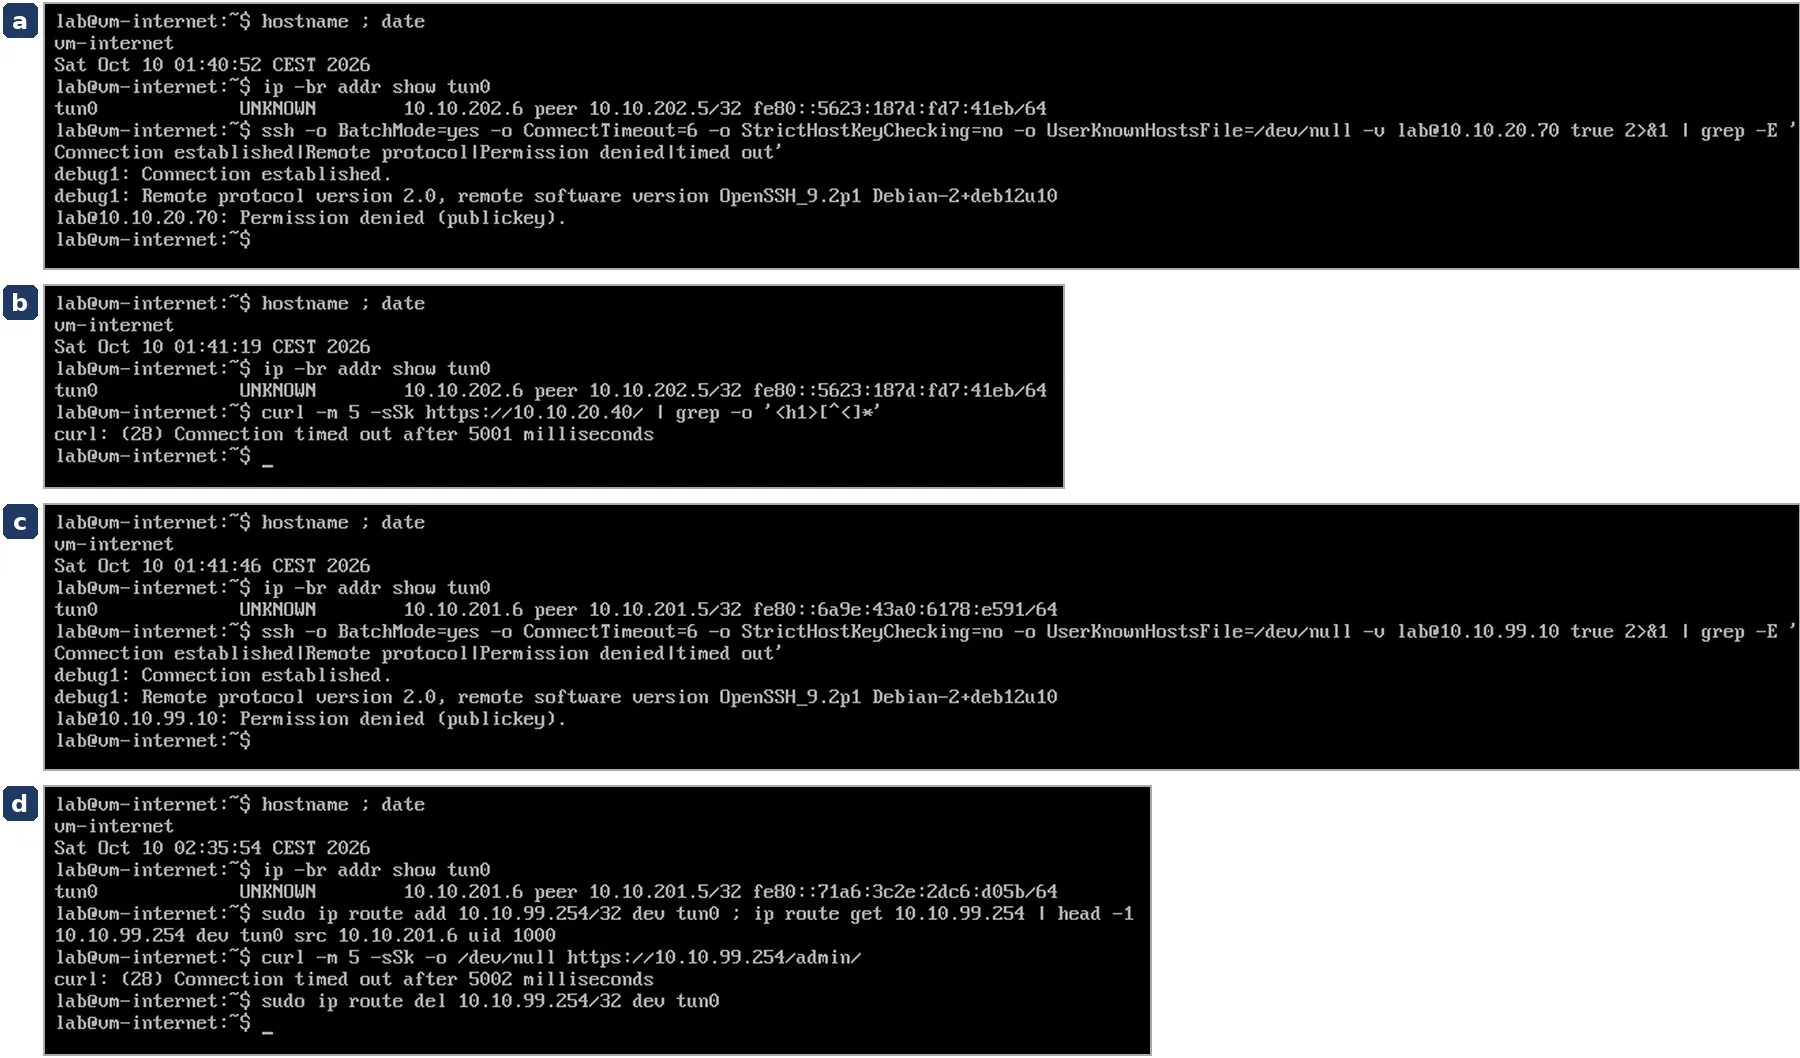 a
lab@vm-internet:~$ hostname ; date
vm-internet
Sat Oct 10 01:40:52 CEST 2026
lab@vm-internet:~$ ip -br addr show tun0
tun0 UNKNOWN 10.10.202.6 peer 10.10.202.5/32 fe80::5623:187d:fd7:41eb/64
lab@vm-internet:~$ ssh -o BatchMode=yes -o ConnectTimeout=6 -o StrictHostKeyChecking=no -o UserKnownHostsFile=/dev/null -v lab@10.10.20.70 true 2>&1 | grep -E '
Connection established|Remote protocol|Permission denied|timed out'
debug1: Connection established.
debug1: Remote protocol version 2.0, remote software version OpenSSH_9.2p1 Debian-2+deb12u10
lab@10.10.20.70: Permission denied (publickey).
lab@vm-internet:~$
b
lab@vm-internet:~$ hostname ; date
vm-internet
Sat Oct 10 01:41:19 CEST 2026
lab@vm-internet:~$ ip -br addr show tun0
tun0 UNKNOWN 10.10.202.6 peer 10.10.202.5/32 fe80::5623:187d:fd7:41eb/64
lab@vm-internet:~$ curl -m 5 -sSk https://10.10.20.40/ | grep -o '<h1>[^<]*'
curl: (28) Connection timed out after 5001 milliseconds
lab@vm-internet:~$ _
c
lab@vm-internet:~$ hostname ; date
vm-internet
Sat Oct 10 01:41:46 CEST 2026
lab@vm-internet:~$ ip -br addr show tun0
tun0 UNKNOWN 10.10.201.6 peer 10.10.201.5/32 fe80::6a9e:43a0:6178:e591/64
lab@vm-internet:~$ ssh -o BatchMode=yes -o ConnectTimeout=6 -o StrictHostKeyChecking=no -o UserKnownHostsFile=/dev/null -v lab@10.10.99.10 true 2>&1 | grep -E '
Connection established|Remote protocol|Permission denied|timed out'
debug1: Connection established.
debug1: Remote protocol version 2.0, remote software version OpenSSH_9.2p1 Debian-2+deb12u10
lab@10.10.99.10: Permission denied (publickey).
lab@vm-internet:~$
d
lab@vm-internet:~$ hostname ; date
vm-internet
Sat Oct 10 02:35:54 CEST 2026
lab@vm-internet:~$ ip -br addr show tun0
tun0 UNKNOWN 10.10.201.6 peer 10.10.201.5/32 fe80::71a6:3c2e:2dc6:d05b/64
lab@vm-internet:~$ sudo ip route add 10.10.99.254/32 dev tun0 ; ip route get 10.10.99.254 | head -1
10.10.99.254 dev tun0 src 10.10.201.6 uid 1000
lab@vm-internet:~$ curl -m 5 -sSk -o /dev/null https://10.10.99.254/admin/
curl: (28) Connection timed out after 5002 milliseconds
lab@vm-internet:~$ sudo ip route del 10.10.99.254/32 dev tun0
lab@vm-internet:~$ _